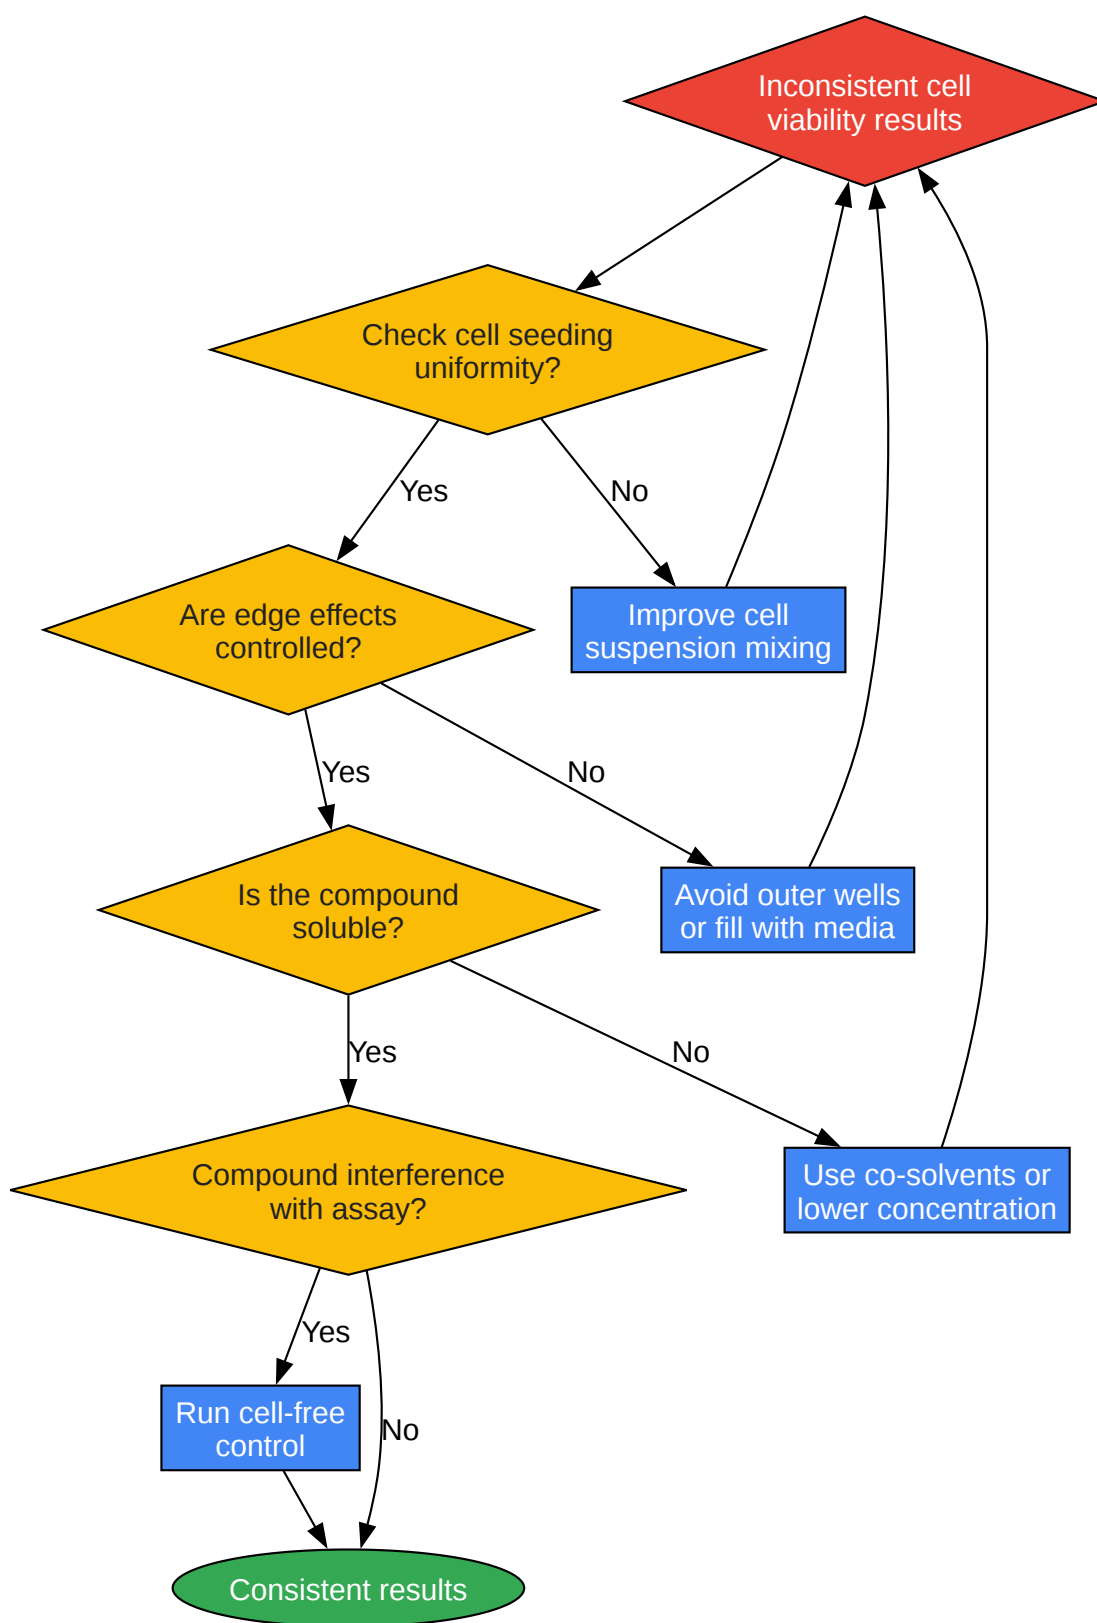 Inconsistent cell
viability results
Check cell seeding
uniformity?
Yes
No
Are edge effects
controlled?
Improve cell
suspension mixing
Yes
No
Is the compound
soluble?
Avoid outer wells
or fill with media
Yes
No
Compound interference
with assay?
Use co-solvents or
lower concentration
Yes
Run cell-free
control
No
Consistent results